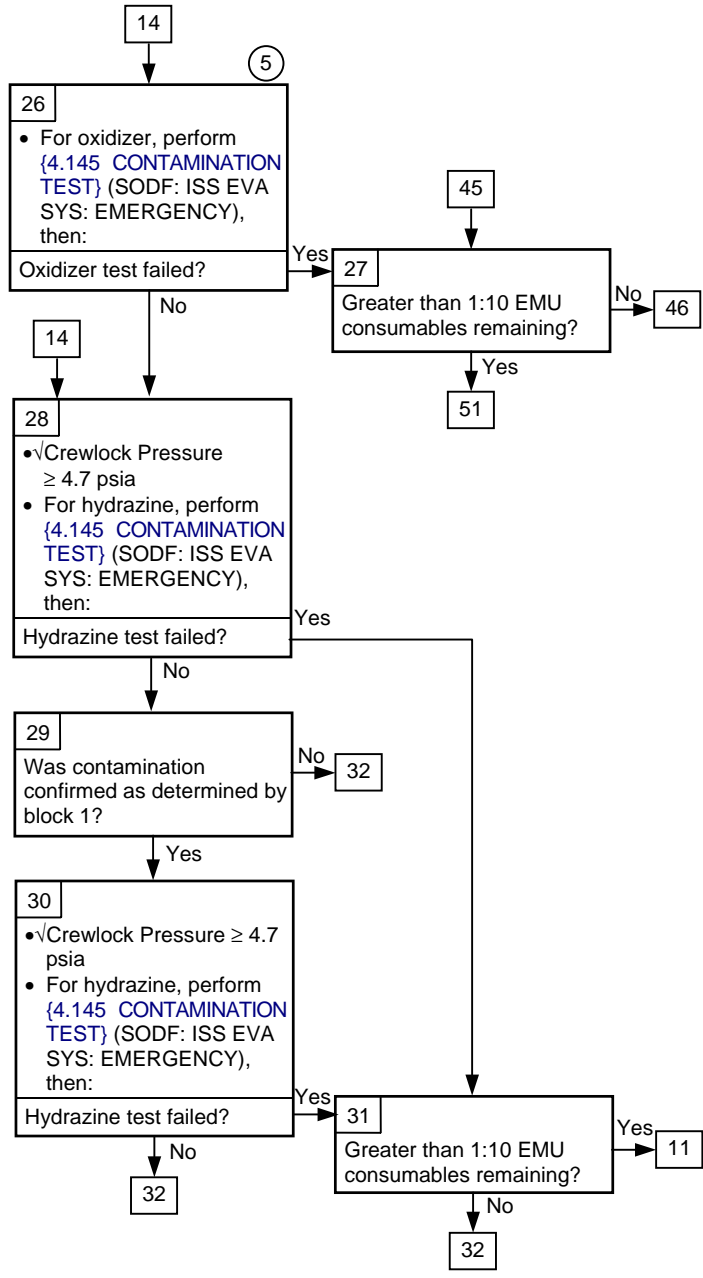 14
5
26
• For oxidizer, perform
{4.145 CONTAMINATION
TEST} (SODF: ISS EVA
SYS: EMERGENCY),
then:
Oxidizer test failed?
Yes
No
45
27
Greater than 1:10 EMU
consumables remaining?
No
46
Yes
51
14
28
•√Crewlock Pressure
≥ 4.7 psia
• For hydrazine, perform
{4.145 CONTAMINATION
TEST} (SODF: ISS EVA
SYS: EMERGENCY),
then:
Hydrazine test failed?
Yes
No
29
Was contamination
confirmed as determined by
block 1?
No
32
Yes
30
•√Crewlock Pressure ≥ 4.7
psia
• For hydrazine, perform
{4.145 CONTAMINATION
TEST} (SODF: ISS EVA
SYS: EMERGENCY),
then:
Hydrazine test failed?
Yes
No
32
31
Greater than 1:10 EMU
consumables remaining?
Yes
11
No
32